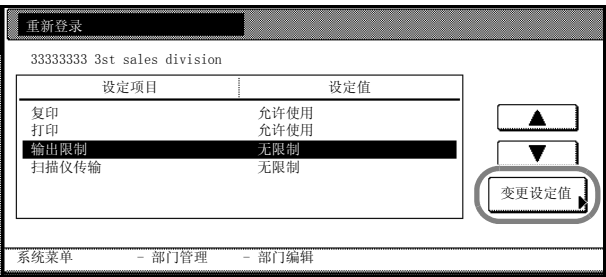 重新登录
33333333 3st sales division
设定项目 设定值
复印 允许使用
打印 允许使用
输出限制 无限制
扫描仪传输 无限制
变更设定值
系统菜单 - 部门管理 - 部门编辑